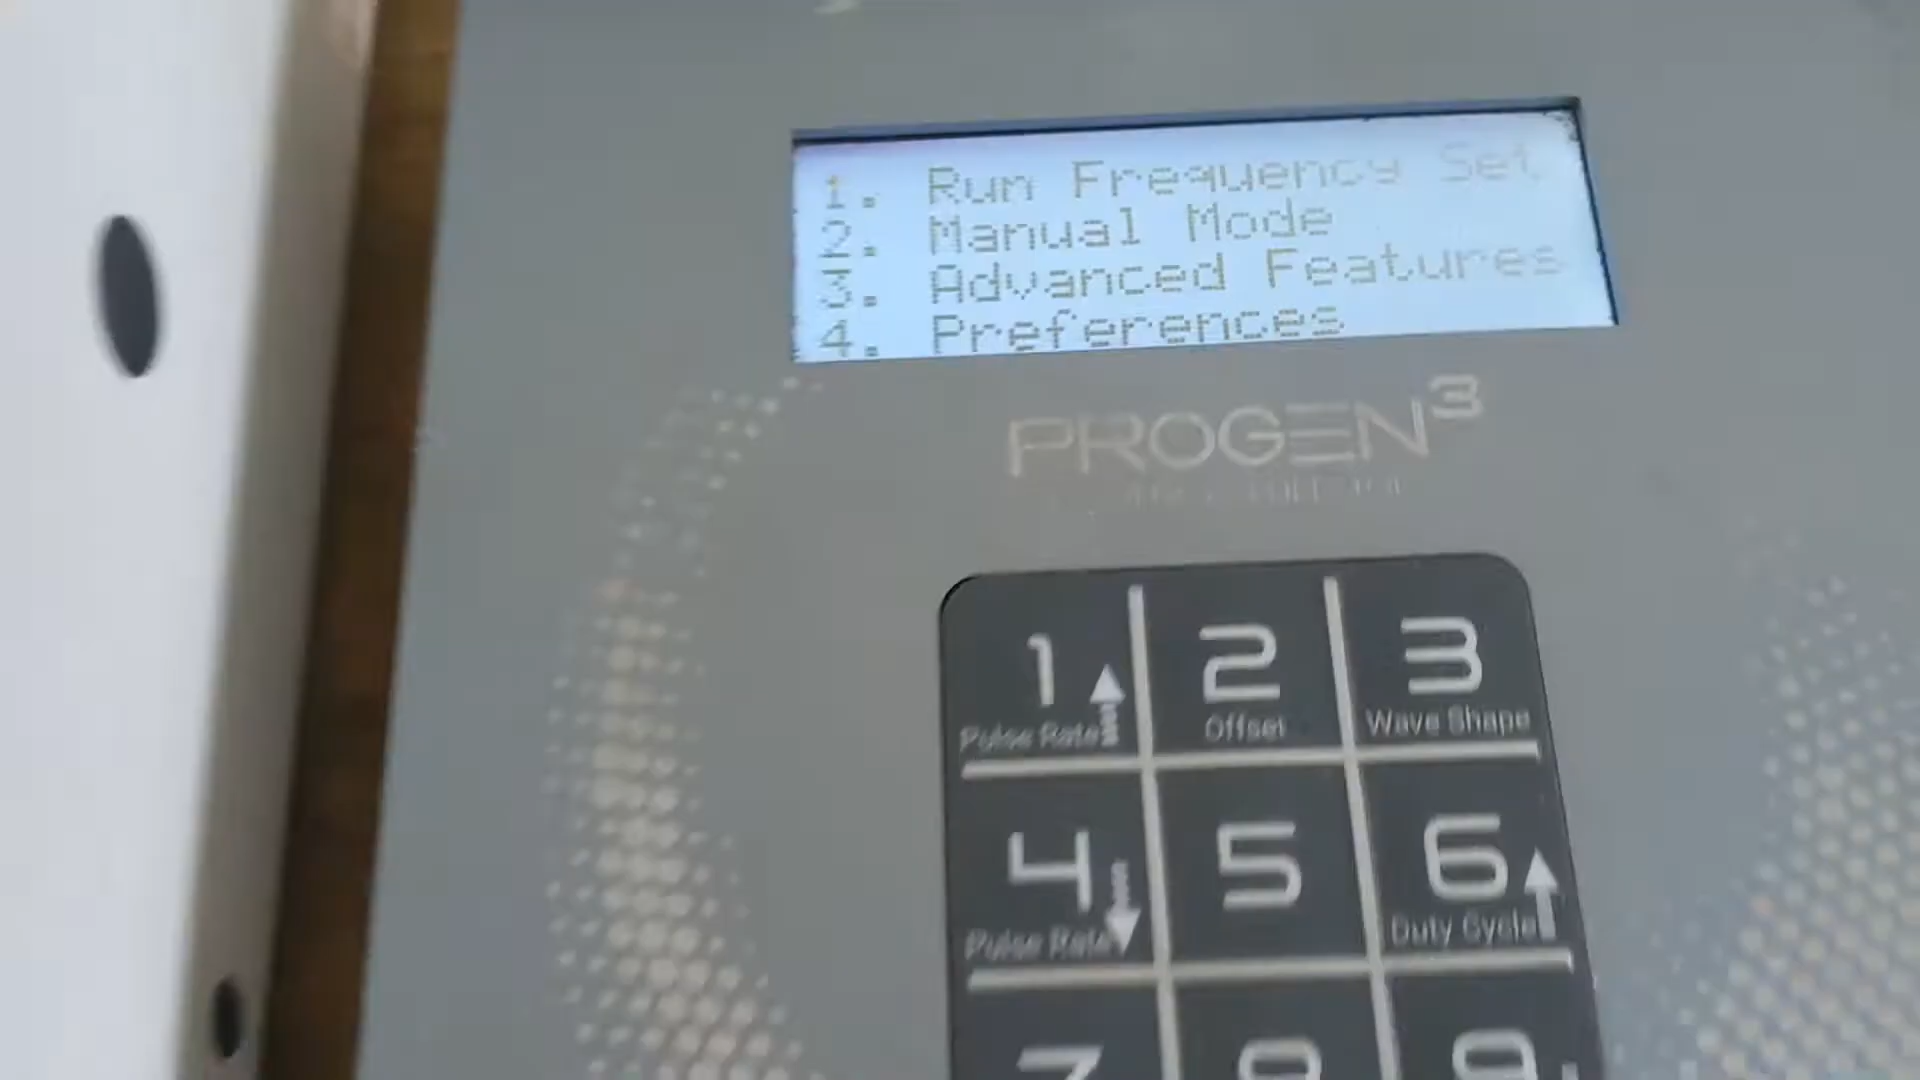 1. Run Frequency Set
2. Manual Mode
3. Advanced Features
4. Preferences
PROGEN³
1 2 3
Pulse Rate Offset Wave Shape
4 5 6
Pulse Rate Duty Cycle
7 8 9